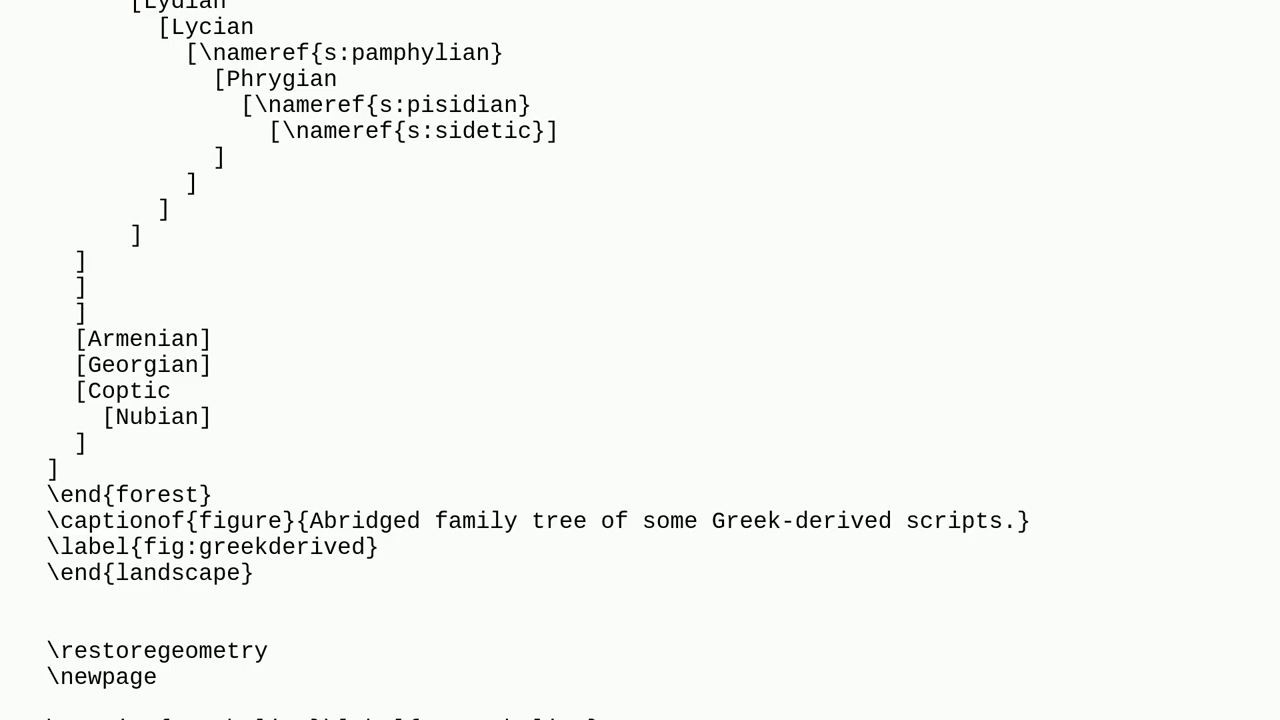 [Lydian
[Lycian
[\nameref{s:pamphylian}
[Phrygian
[\nameref{s:pisidian}
[\nameref{s:sidetic}]
]
]
]
]
]
]
]
[Armenian]
[Georgian]
[Coptic
[Nubian]
]
]
\end{forest}
\captionof{figure}{Abridged family tree of some Greek-derived scripts.}
\label{fig:greekderived}
\end{landscape}
\restoregeometry
\newpage